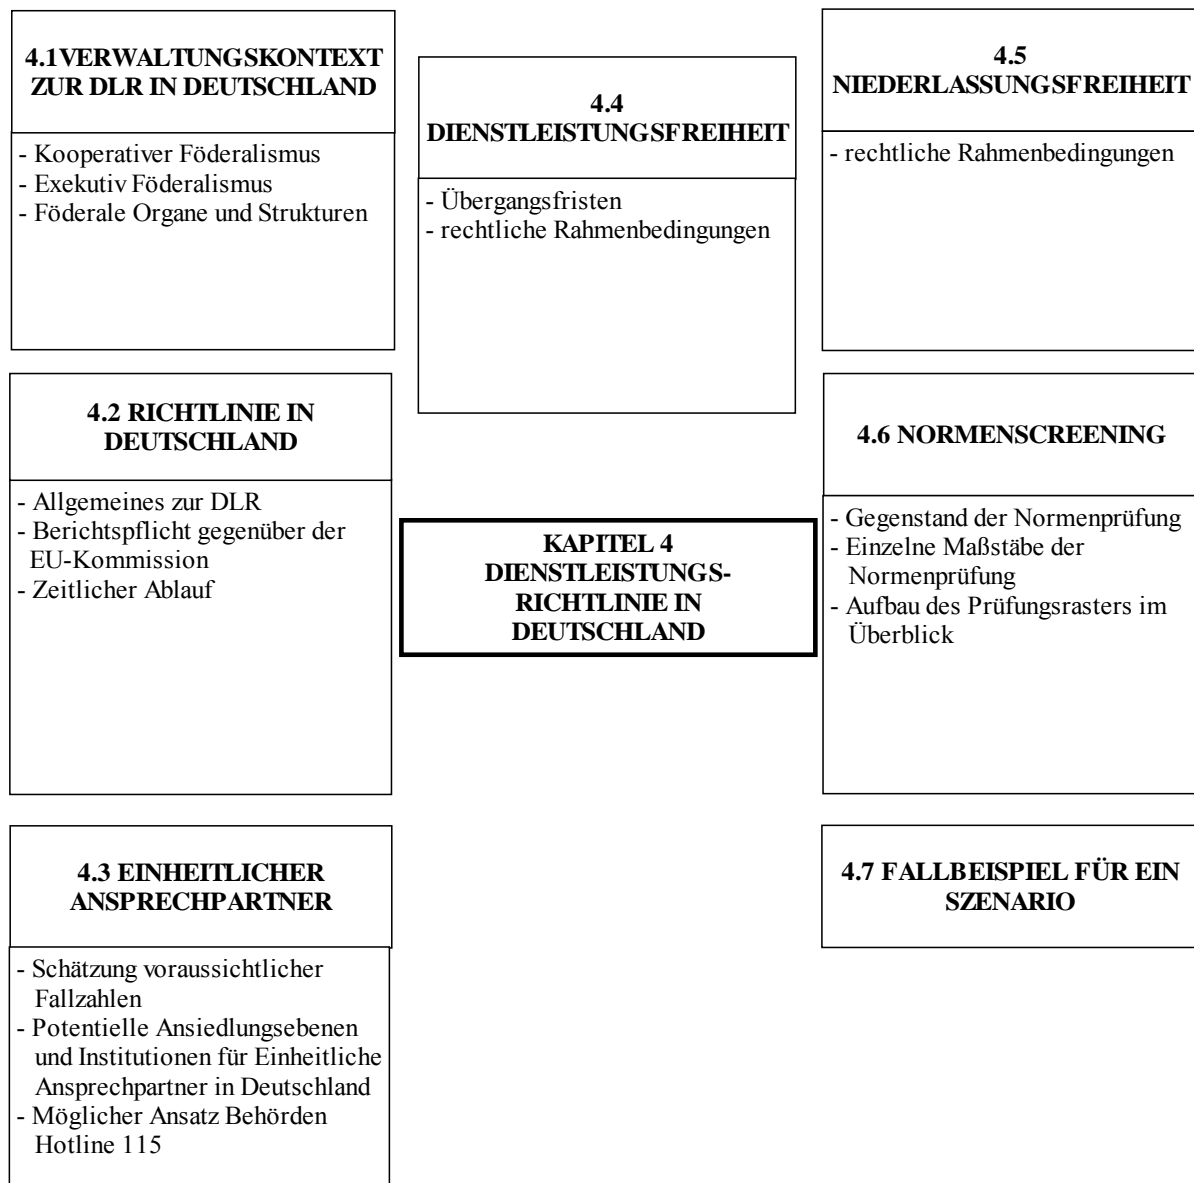 4.1VERWALTUNGSKONTEXT
ZUR DLR IN DEUTSCHLAND
- Kooperativer Föderalismus
- Exekutiv Föderalismus
- Föderale Organe und Strukturen
4.2 RICHTLINIE IN
DEUTSCHLAND
- Allgemeines zur DLR
- Berichtspflicht gegenüber der
EU-Kommission
- Zeitlicher Ablauf
4.3 EINHEITLICHER
ANSPRECHPARTNER
- Schätzung voraussichtlicher
Fallzahlen
- Potentielle Ansiedlungsebenen
und Institutionen für Einheitliche
Ansprechpartner in Deutschland
- Möglicher Ansatz Behörden
Hotline 115
4.4
DIENSTLEISTUNGSFREIHEIT
- Übergangsfristen
- rechtliche Rahmenbedingungen
KAPITEL 4
DIENSTLEISTUNGS-
RICHTLINIE IN
DEUTSCHLAND
4.5
NIEDERLASSUNGSFREIHEIT
- rechtliche Rahmenbedingungen
4.6 NORMENSCREENING
- Gegenstand der Normenprüfung
- Einzelne Maßstäbe der
Normenprüfung
- Aufbau des Prüfungsrasters im
Überblick
4.7 FALLBEISPIEL FÜR EIN
SZENARIO